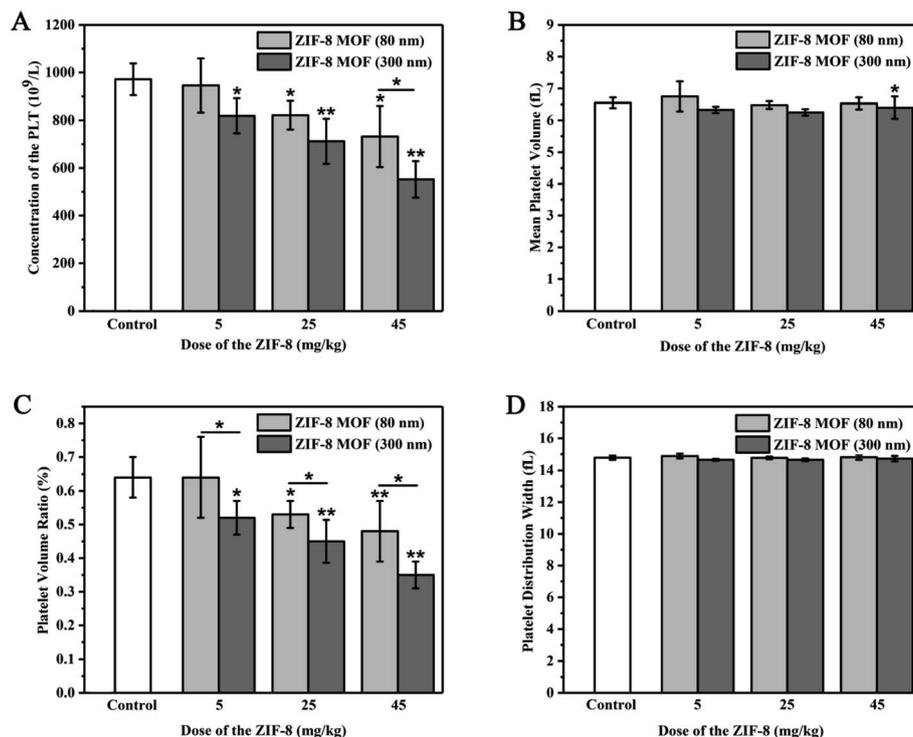 A
Concentration of the PLT (10⁹/L)
1200
1000
800
600
400
200
0
ZIF-8 MOF (80 nm)
ZIF-8 MOF (300 nm)
*
*
**
*
*
**
Control
5
25
45
Dose of the ZIF-8 (mg/kg)
B
Mean Platelet Volume (fL)
9
8
7
6
5
4
3
2
1
0
ZIF-8 MOF (80 nm)
ZIF-8 MOF (300 nm)
*
Control
5
25
45
Dose of the ZIF-8 (mg/kg)
C
Platelet Volume Ratio (%)
0.8
0.7
0.6
0.5
0.4
0.3
0.2
0.1
0.0
ZIF-8 MOF (80 nm)
ZIF-8 MOF (300 nm)
*
*
*
*
**
*
**
**
Control
5
25
45
Dose of the ZIF-8 (mg/kg)
D
Platelet Distribution Width (fL)
18
16
14
12
10
8
6
4
2
0
ZIF-8 MOF (80 nm)
ZIF-8 MOF (300 nm)
Control
5
25
45
Dose of the ZIF-8 (mg/kg)